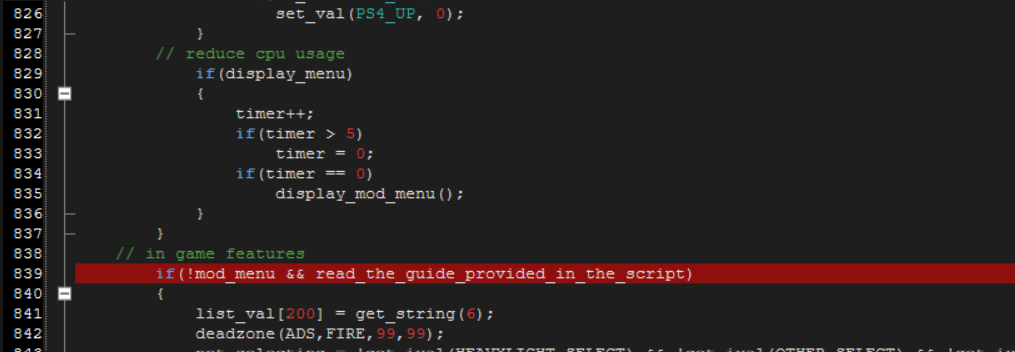 826 set_val(PS4_UP, 0);
827 }
828 // reduce cpu usage
829 if(display_menu)
830 {
831 timer++;
832 if(timer > 5)
833 timer = 0;
834 if(timer == 0)
835 display_mod_menu();
836 }
837 }
838 // in game features
839 if(!mod_menu && read_the_guide_provided_in_the_script)
840 {
841 list_val[200] = get_string(6);
842 deadzone(ADS,FIRE,99,99);